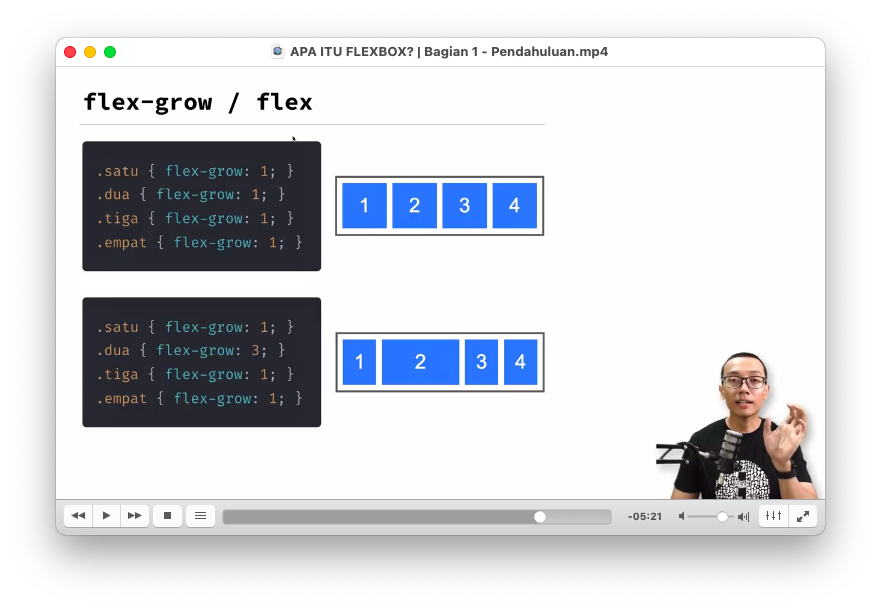 APA ITU FLEXBOX? | Bagian 1 - Pendahuluan.mp4
flex-grow / flex
.satu { flex-grow: 1; }
.dua { flex-grow: 1; }
.tiga { flex-grow: 1; }
.empat { flex-grow: 1; }
1 2 3 4
.satu { flex-grow: 1; }
.dua { flex-grow: 3; }
.tiga { flex-grow: 1; }
.empat { flex-grow: 1; }
1 2 3 4
-05:21